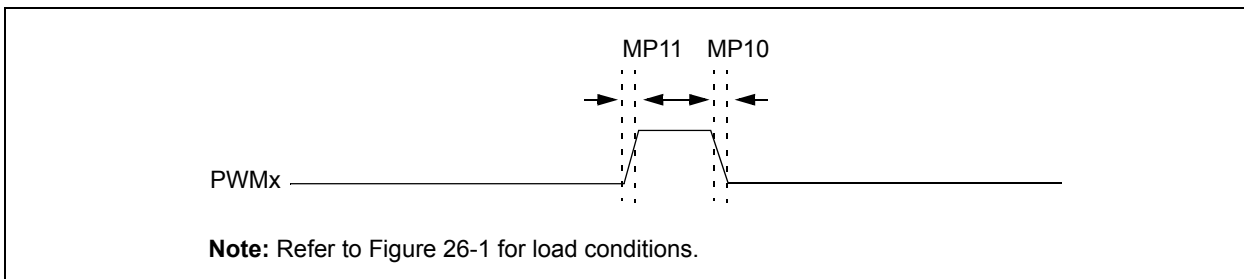 MP11 MP10
PWMx
Note: Refer to Figure 26-1 for load conditions.